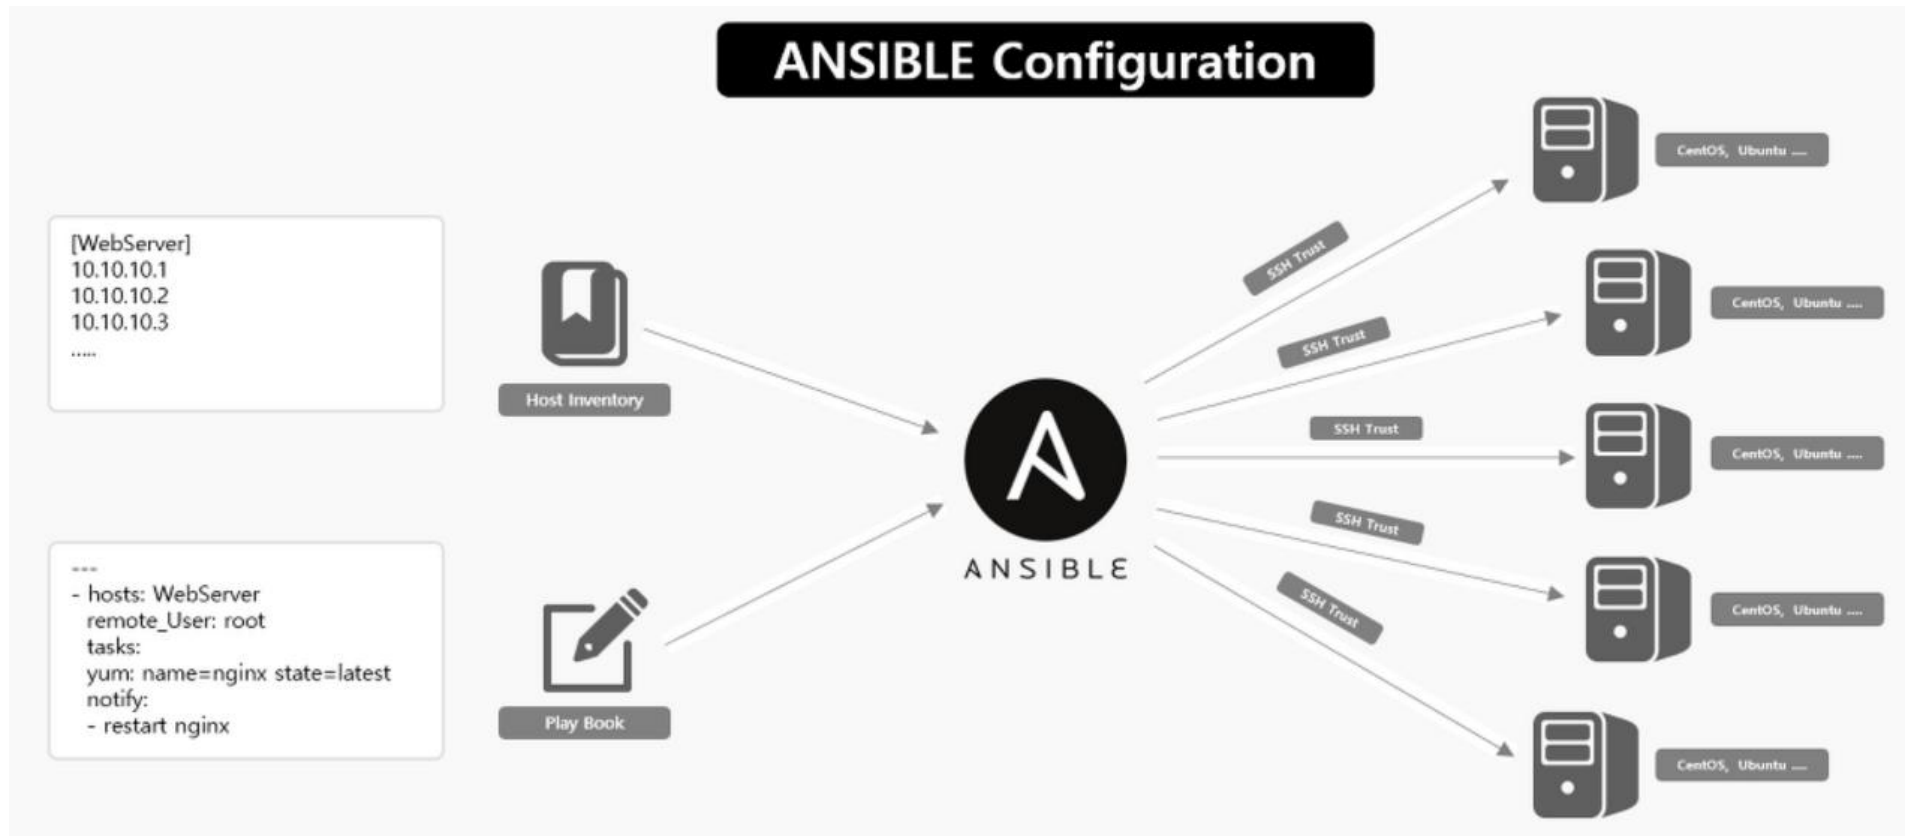 ANSIBLE Configuration
[WebServer]
10.10.10.1
10.10.10.2
10.10.10.3
.....
Host Inventory
---
- hosts: WebServer
remote_User: root
tasks:
yum: name=nginx state=latest
notify:
- restart nginx
Play Book
ANSIBLE
SSH Trust
SSH Trust
SSH Trust
SSH Trust
SSH Trust
CentOS, Ubuntu ....
CentOS, Ubuntu ....
CentOS, Ubuntu ....
CentOS, Ubuntu ....
CentOS, Ubuntu ....